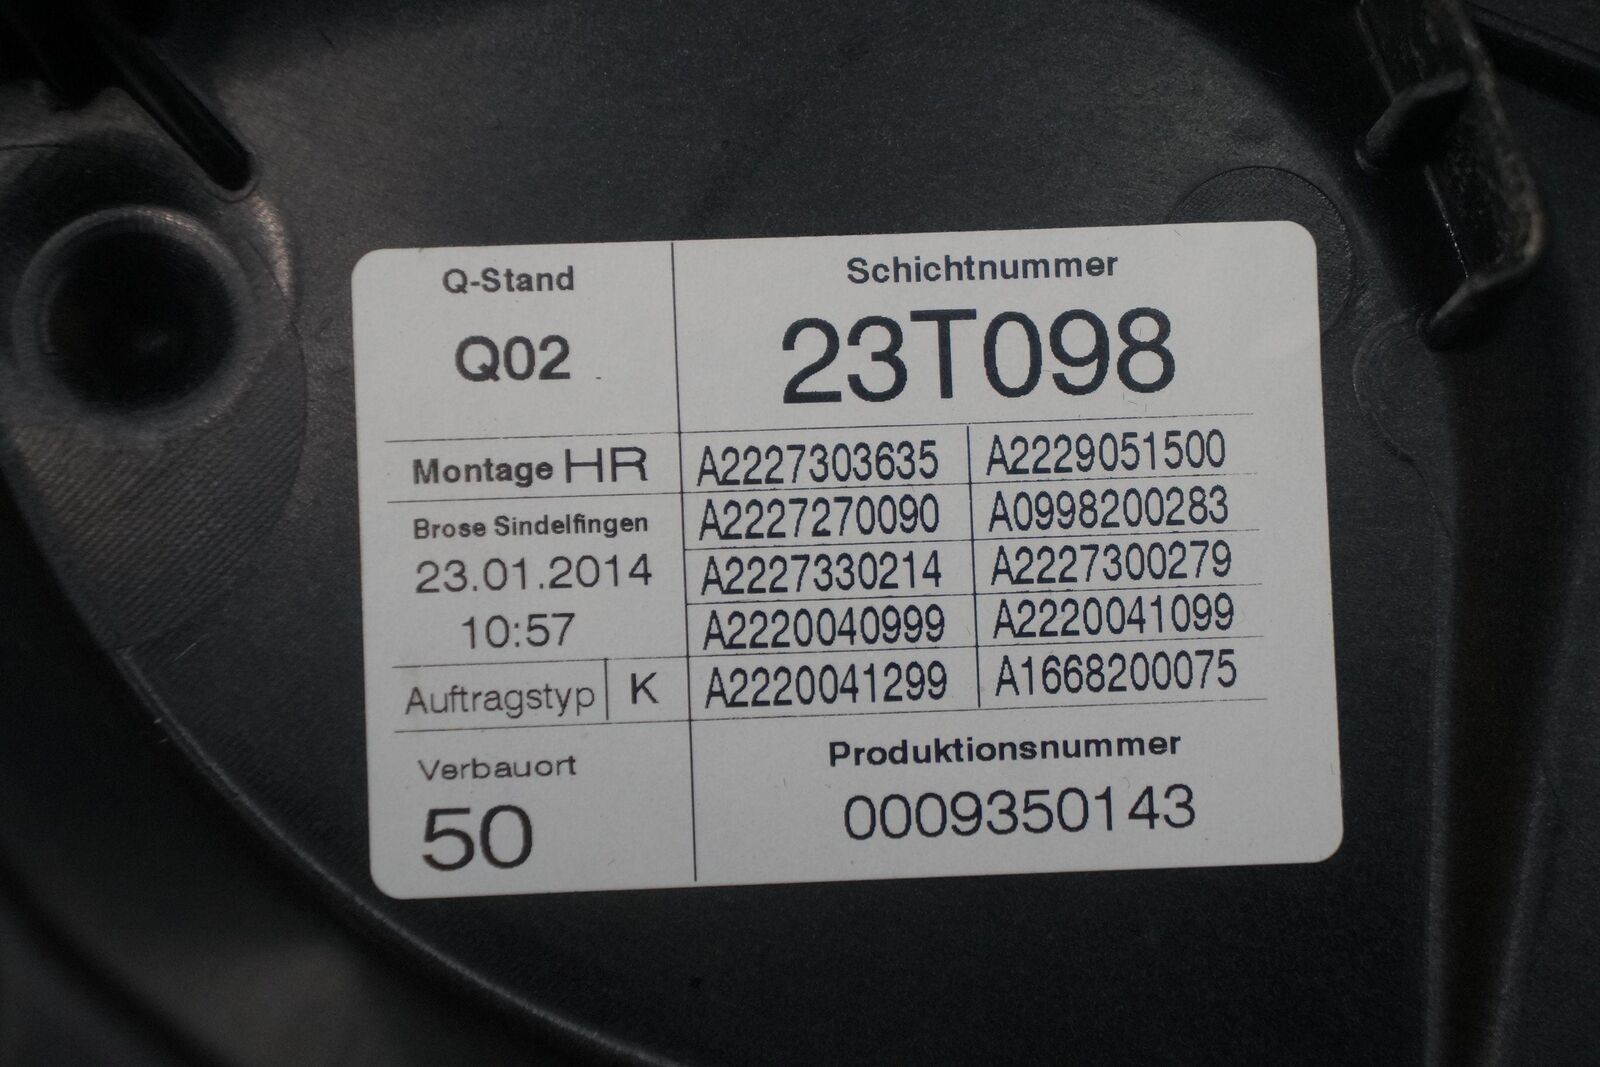 Q-Stand
Q02
Schichtnummer
23T098
Montage HR
Brose Sindelfingen
23.01.2014
10:57
Auftragstyp K
Verbauort
50
A2227303635 A2229051500
A2227270090 A0998200283
A2227330214 A2227300279
A2220040999 A2220041099
A2220041299 A1668200075
Produktionsnummer
0009350143